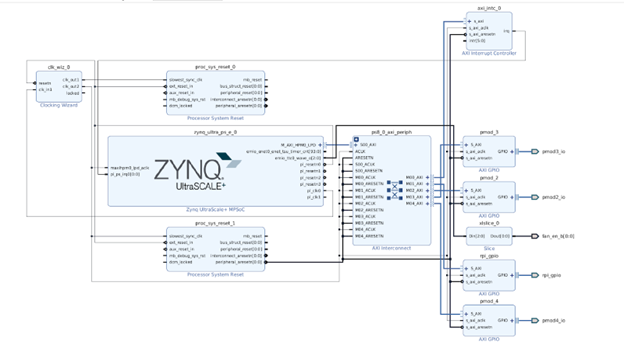 axi_intc_0
s_axi
s_axi_aclk
s_axi_aresetn
intr[0:0]
irq
AXI Interrupt Controller
clk_wiz_0
resetn
clk_in1
clk_out1
clk_out2
locked
Clocking Wizard
proc_sys_reset_0
slowest_sync_clk
ext_reset_in
aux_reset_in
mb_debug_sys_rst
dcm_locked
mb_reset
bus_struct_reset[0:0]
peripheral_reset[0:0]
interconnect_aresetn[0:0]
peripheral_aresetn[0:0]
Processor System Reset
zynq_ultra_ps_e_0
maxihpm0_lpd_aclk
pl_ps_irq0[0:0]
ZYNQ
UltraSCALE+
M_AXI_HPM0_LPD
pl_resetn0
pl_resetn1
pl_resetn2
pl_resetn3
pl_clk0
pl_clk1
Zynq UltraScale+ MPSoC
ps8_0_axi_periph
S00_AXI
ACLK
ARESETN
S00_ACLK
S00_ARESETN
M00_ACLK
M00_ARESETN
M01_ACLK
M01_ARESETN
M02_ACLK
M02_ARESETN
M03_ACLK
M03_ARESETN
M04_ACLK
M04_ARESETN
M00_AXI
M01_AXI
M02_AXI
M03_AXI
M04_AXI
AXI Interconnect
proc_sys_reset_1
slowest_sync_clk
ext_reset_in
aux_reset_in
mb_debug_sys_rst
dcm_locked
mb_reset
bus_struct_reset[0:0]
peripheral_reset[0:0]
interconnect_aresetn[0:0]
peripheral_aresetn[0:0]
Processor System Reset
pmod_3
S_AXI
s_axi_aclk
s_axi_aresetn
GPIO
AXI GPIO
pmod3_io
pmod_2
S_AXI
s_axi_aclk
s_axi_aresetn
GPIO
AXI GPIO
pmod2_io
xlslice_0
Din[2:0]
Dout[0:0]
Slice
fan_en_b[0:0]
rpi_gpio
S_AXI
s_axi_aclk
s_axi_aresetn
GPIO
AXI GPIO
rpi_gpio
pmod_4
S_AXI
s_axi_aclk
s_axi_aresetn
GPIO
AXI GPIO
pmod4_io